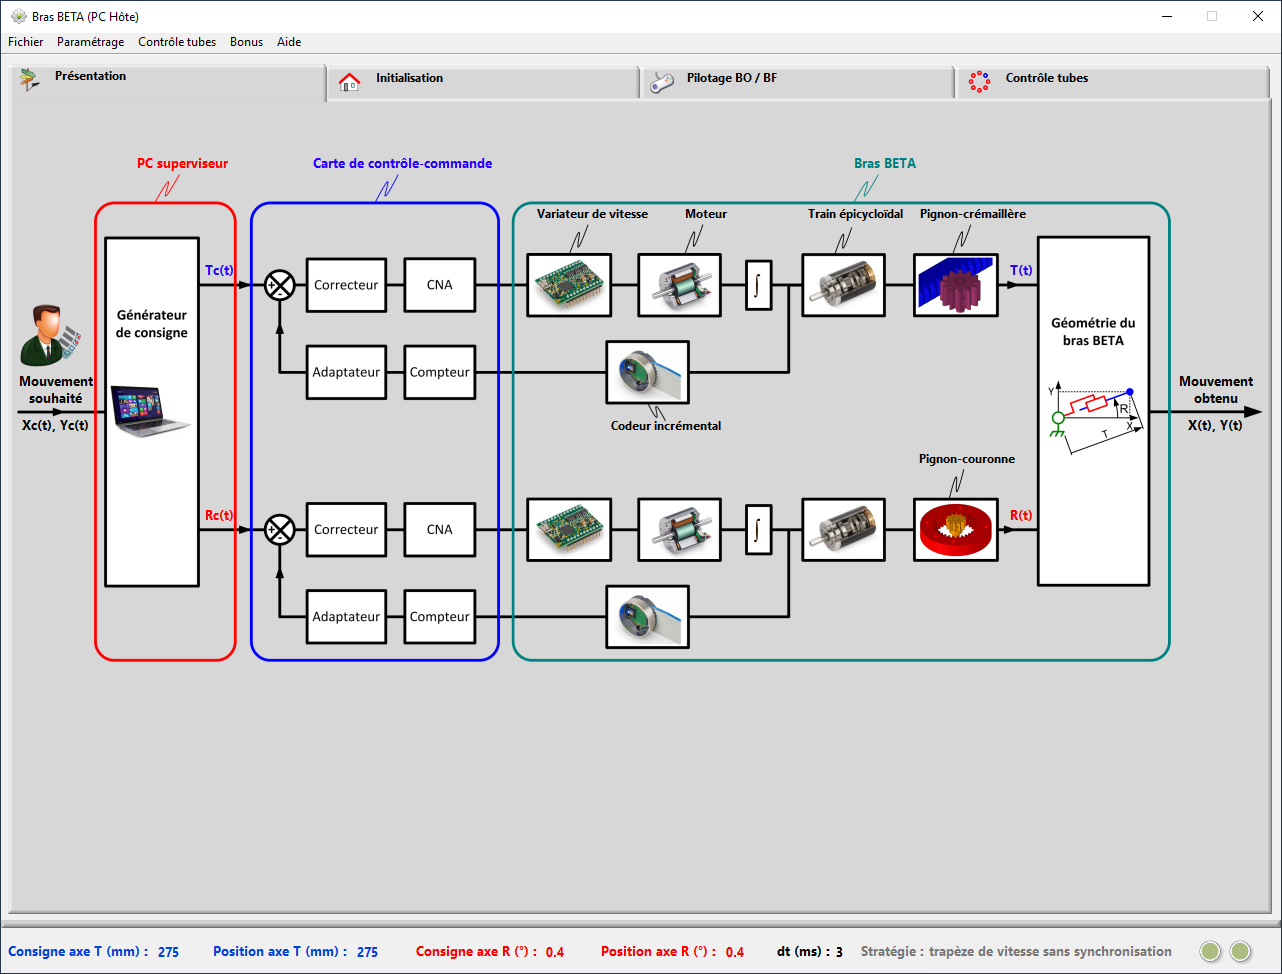 Bras BETA (PC Hôte)
Fichier Paramétrage Contrôle tubes Bonus Aide
Présentation
Initialisation
Pilotage BO / BF
Contrôle tubes
PC superviseur
Carte de contrôle-commande
Bras BETA
Variateur de vitesse
Moteur
Train épicycloïdal
Pignon-crémaillère
Tc(t)
+
-
Correcteur
CNA
∫
T(t)
Générateur
de consigne
Géométrie du
bras BETA
Mouvement
souhaité
Xc(t), Yc(t)
Adaptateur
Compteur
Codeur incrémental
Y
R
X
T
Mouvement
obtenu
X(t), Y(t)
Pignon-couronne
Rc(t)
+
-
Correcteur
CNA
∫
R(t)
Adaptateur
Compteur
Consigne axe T (mm) : 275 Position axe T (mm) : 275 Consigne axe R (°) : 0.4 Position axe R (°) : 0.4 dt (ms) : 3 Stratégie : trapèze de vitesse sans synchronisation